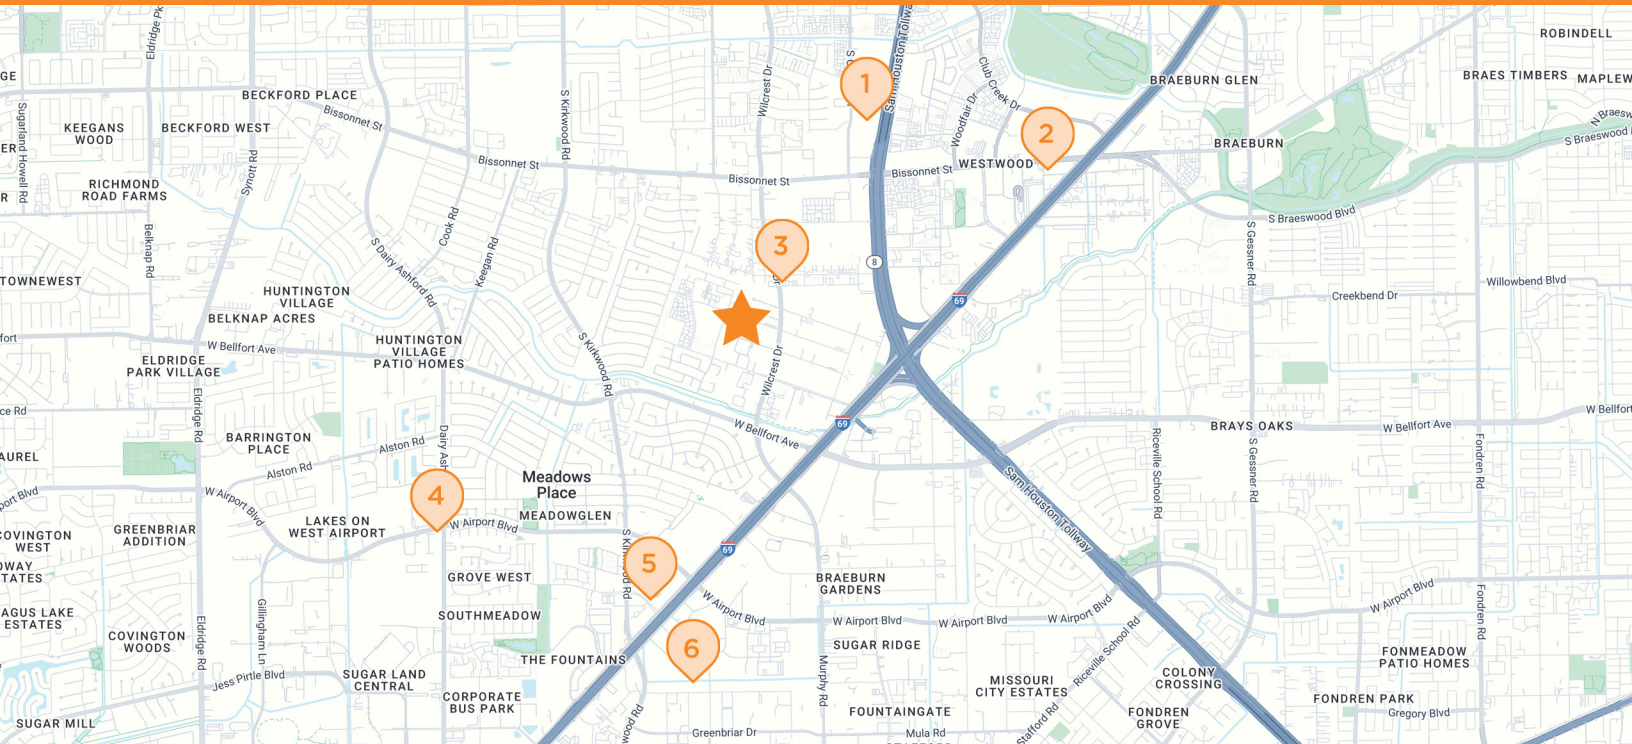 Eldridge Pk
ROBINDELL
GE
BRAES TIMBERS
MAPLEW
BRAEBURN GLEN
Sam Houston Tollwa
Club Creek Dr
Wilcrest Dr
1
BECKFORD PLACE
Bissonnet St
S Kirkwood Rd
Woodfair Dr
2
Sugarland Howell Rd
KEEGANS
WOOD
BECKFORD WEST
N Braesw
S Braeswood
BRAEBURN
ER
Synott Rd
Bissonnet St
Bissonnet St
Bissonnet St
WESTWOOD
RICHMOND
ROAD FARMS
R
S Braeswood Blvd
Cook Rd
Belknap Rd
S Dairy Ashford Rd
Keegan Rd
3
S Gessner Rd
8
TOWNEWEST
HUNTINGTON
VILLAGE
BELKNAP ACRES
69
Creekbend Dr
Willowbend Blvd
fort
W Bellfort Ave
HUNTINGTON
VILLAGE
PATIO HOMES
ELDRIDGE
PARK VILLAGE
S Kirkwood Rd
Wilcrest Dr
ce Rd
Eldridge Rd
69
W Bellfort Ave
BRAYS OAKS
W Bellfort Ave
W Bellfort
BARRINGTON
PLACE
Alston Rd
Alston Rd
Dairy Ash
AUREL
Riceville School Rd
S Gessner Rd
Fondren Rd
port Blvd
W Airport Blvd
4
Meadows
Place
MEADOWGLEN
Sam Houston Tollway
LAKES ON
WEST AIRPORT
W Airport Blvd
GREENBRIAR
ADDITION
COVINGTON
WEST
69
5
OWAY
TATES
GROVE WEST
BRAEBURN
GARDENS
W Airport Blvd
W Airport Blvd
W Airport Blvd
W Airport Blvd
W Airport Blvd
AGUS LAKE
ESTATES
SOUTHMEADOW
Eldridge Rd
Gillingham Ln
COVINGTON
WOODS
6
SUGAR RIDGE
Riceville School Rd
Fondren Rd
THE FOUNTAINS
FONMEADOW
PATIO HOMES
Jess Pirtle Blvd
SUGAR LAND
CENTRAL
Murphy Rd
MISSOURI
CITY ESTATES
COLONY
CROSSING
CORPORATE
BUS PARK
FONDREN PARK
FOUNTAINGATE
FONDREN
GROVE
Gregory Blvd
SUGAR MILL
wood Rd
Greenbriar Dr
Mula Rd
Stafford Rd